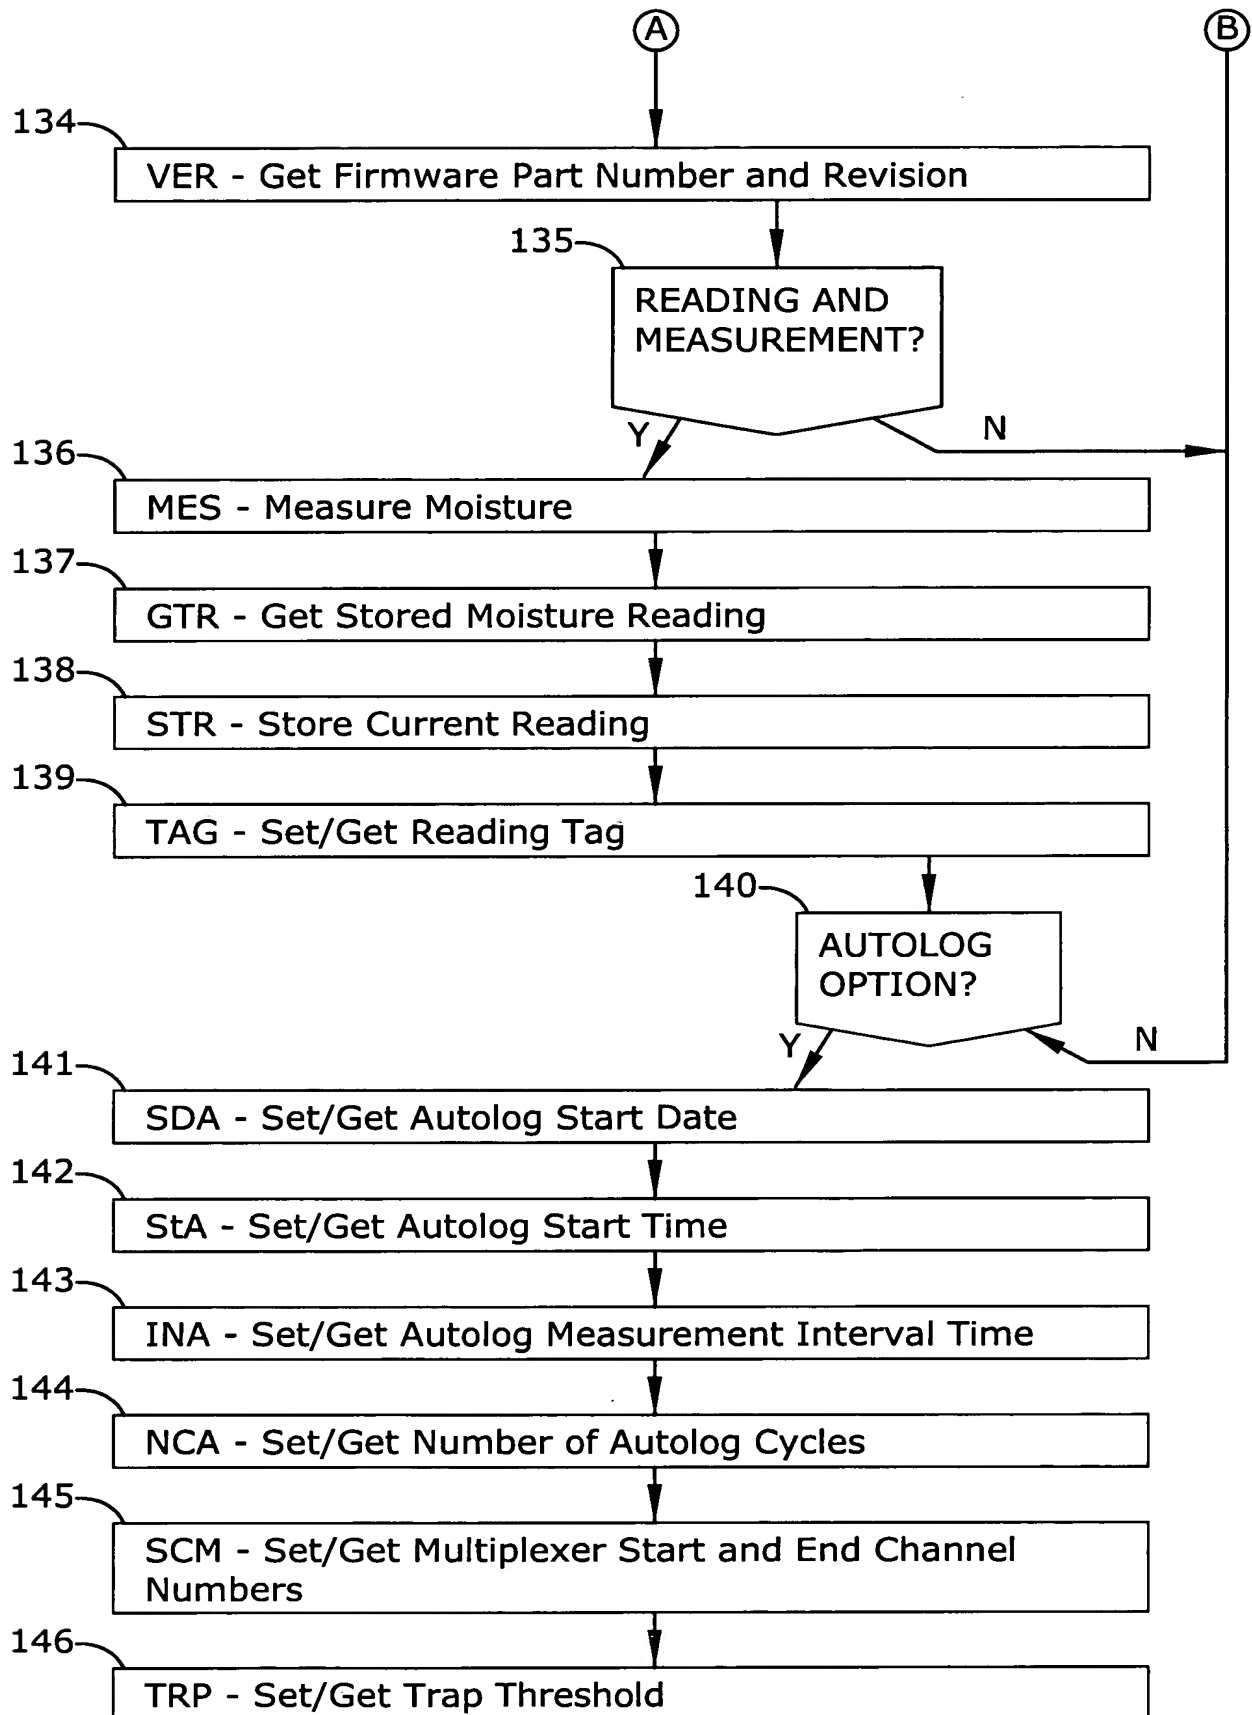 A
B
134
VER - Get Firmware Part Number and Revision
135
READING AND
MEASUREMENT?
Y
N
136
MES - Measure Moisture
137
GTR - Get Stored Moisture Reading
138
STR - Store Current Reading
139
TAG - Set/Get Reading Tag
140
AUTOLOG
OPTION?
Y
N
141
SDA - Set/Get Autolog Start Date
142
StA - Set/Get Autolog Start Time
143
INA - Set/Get Autolog Measurement Interval Time
144
NCA - Set/Get Number of Autolog Cycles
145
SCM - Set/Get Multiplexer Start and End Channel
Numbers
146
TRP - Set/Get Trap Threshold